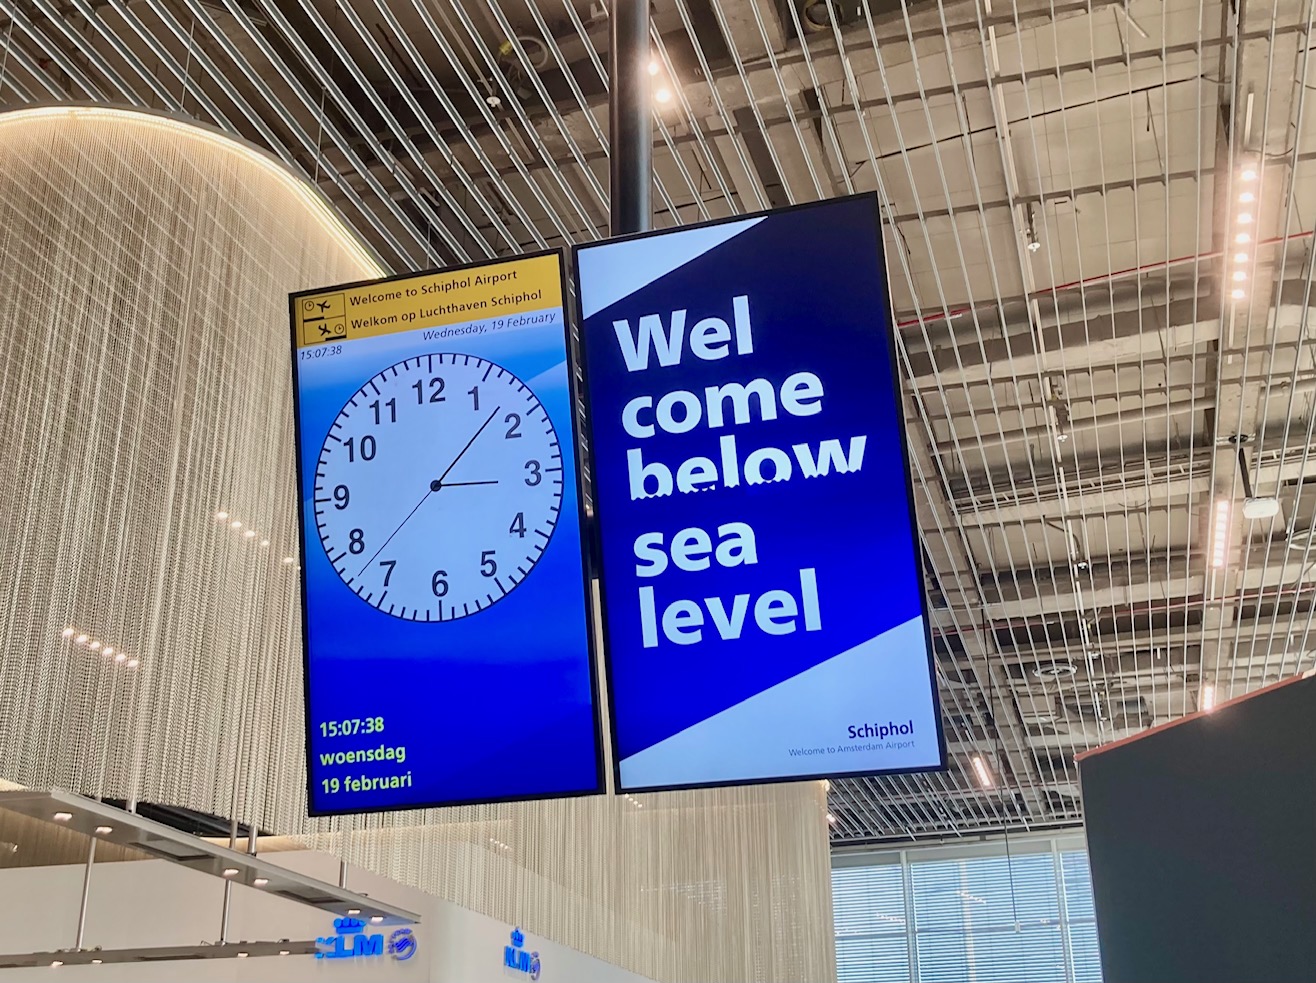 Welcome to Schiphol Airport
Welkom op Luchthaven Schiphol
Wednesday, 19 February
15:07:38
12
1
2
3
4
5
6
7
8
9
10
11
15:07:38
woensdag
19 februari
Wel
come
below
sea
level
Schiphol
Welcome to Amsterdam Airport
KLM
KLM